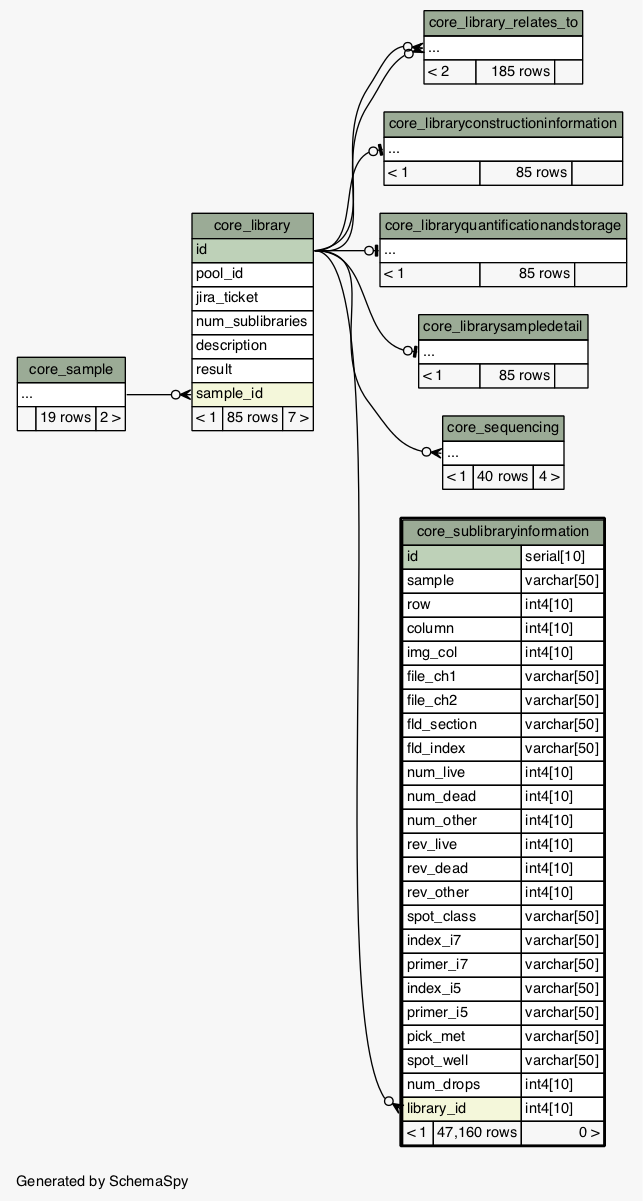 core_library_relates_to
...
< 2 185 rows
core_libraryconstructioninformation
...
< 1 85 rows
core_library
id
pool_id
jira_ticket
num_sublibraries
description
result
sample_id
< 1 85 rows 7 >
core_libraryquantificationandstorage
...
< 1 85 rows
core_librarysampledetail
...
< 1 85 rows
core_sample
...
19 rows 2 >
core_sequencing
...
< 1 40 rows 4 >
core_sublibraryinformation
id serial[10]
sample varchar[50]
row int4[10]
column int4[10]
img_col int4[10]
file_ch1 varchar[50]
file_ch2 varchar[50]
fld_section varchar[50]
fld_index varchar[50]
num_live int4[10]
num_dead int4[10]
num_other int4[10]
rev_live int4[10]
rev_dead int4[10]
rev_other int4[10]
spot_class varchar[50]
index_i7 varchar[50]
primer_i7 varchar[50]
index_i5 varchar[50]
primer_i5 varchar[50]
pick_met varchar[50]
spot_well varchar[50]
num_drops int4[10]
library_id int4[10]
< 1 47,160 rows 0 >
Generated by SchemaSpy